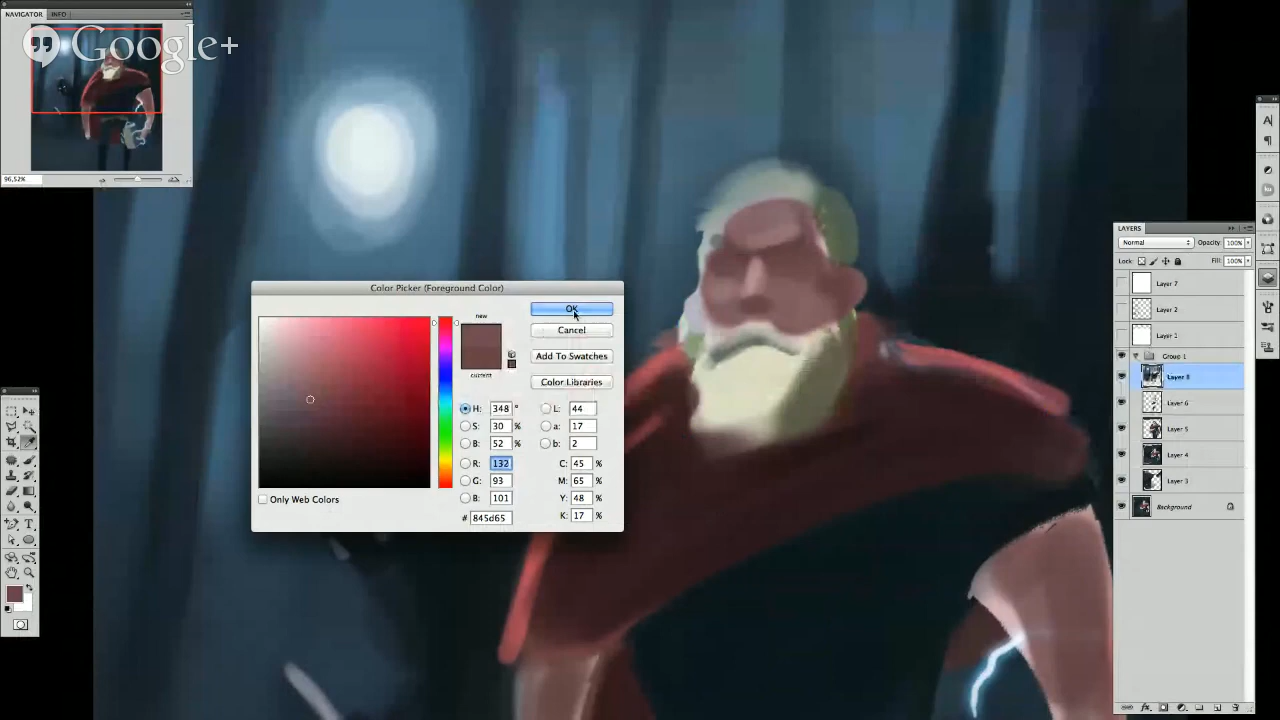 NAVIGATOR INFO
Google+
96,52%
Color Picker (Foreground Color)
new
current
OK
Cancel
Add To Swatches
Color Libraries
H: 348 °
S: 30 %
B: 52 %
R: 132
G: 93
B: 101
# 845d65
L: 44
a: 17
b: 2
C: 45 %
M: 65 %
Y: 48 %
K: 17 %
Only Web Colors
LAYERS
Normal Opacity: 100%
Lock: Fill: 100%
Layer 7
Layer 2
Layer 1
Group 1
Layer 8
Layer 6
Layer 5
Layer 4
Layer 3
Background